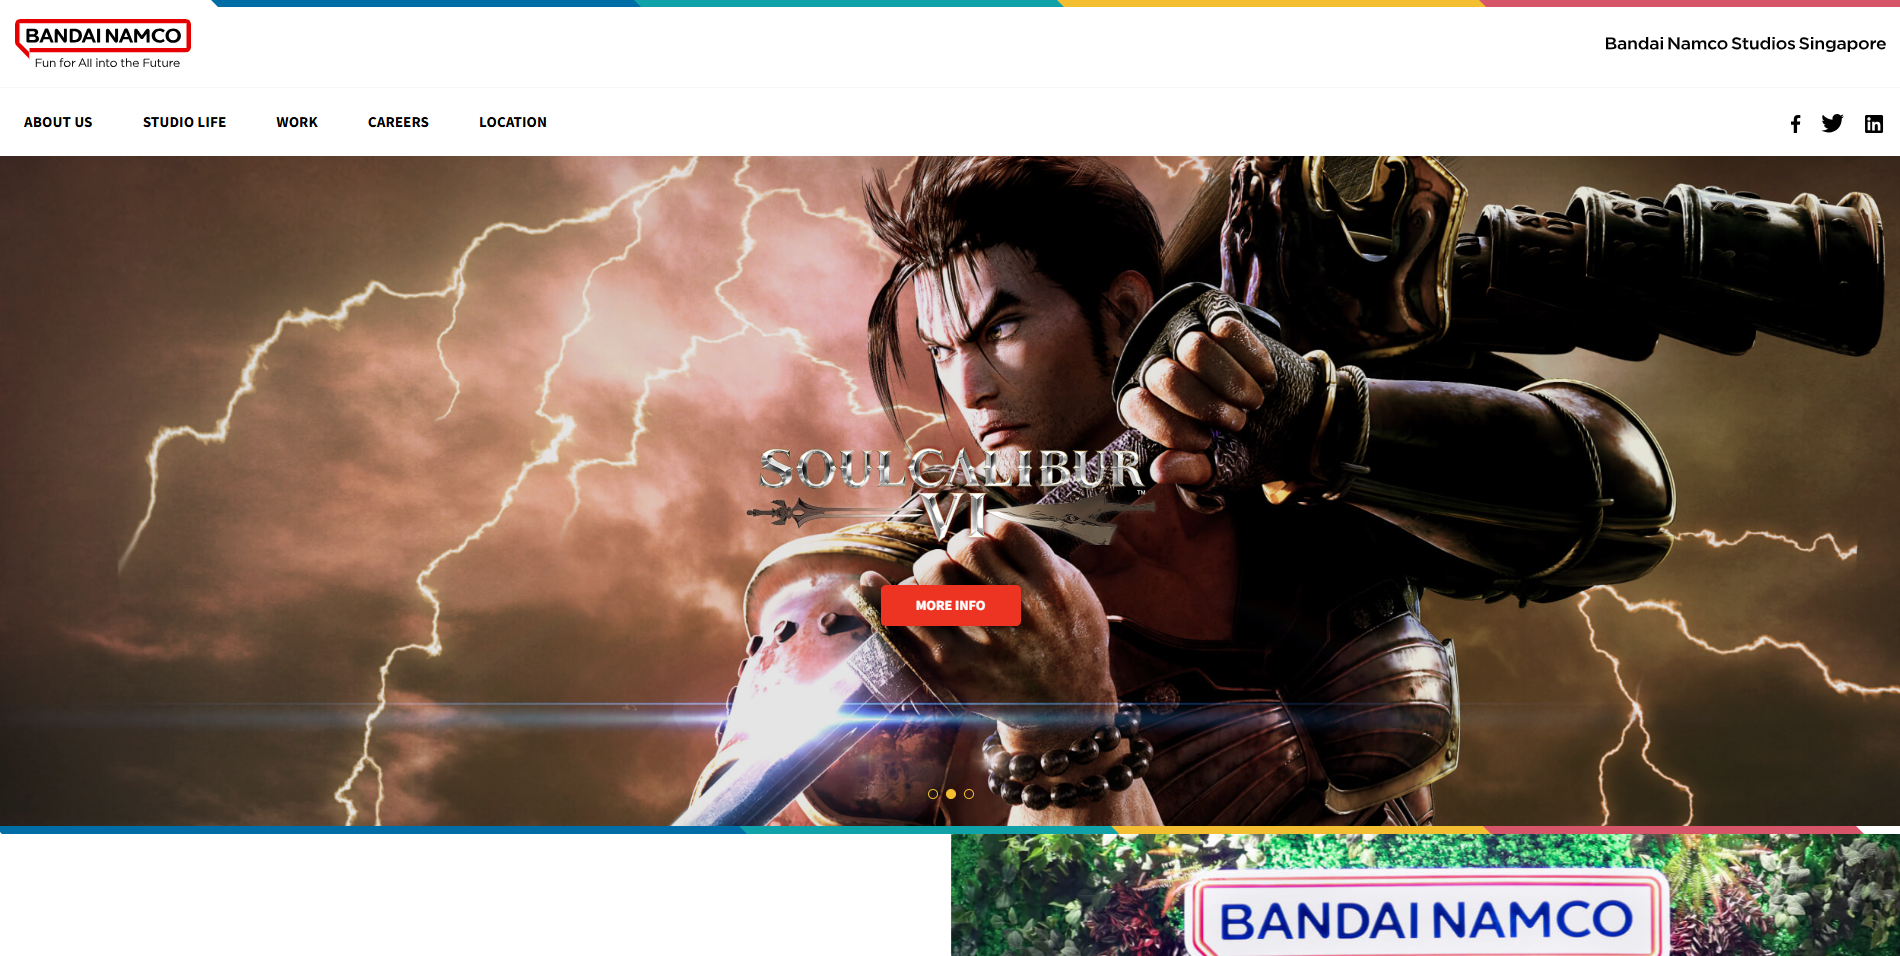 BANDAI NAMCO
Fun for All into the Future
Bandai Namco Studios Singapore
ABOUT US
STUDIO LIFE
WORK
CAREERS
LOCATION
SOULCALIBUR
VI
™
MORE INFO
BANDAI NAMCO